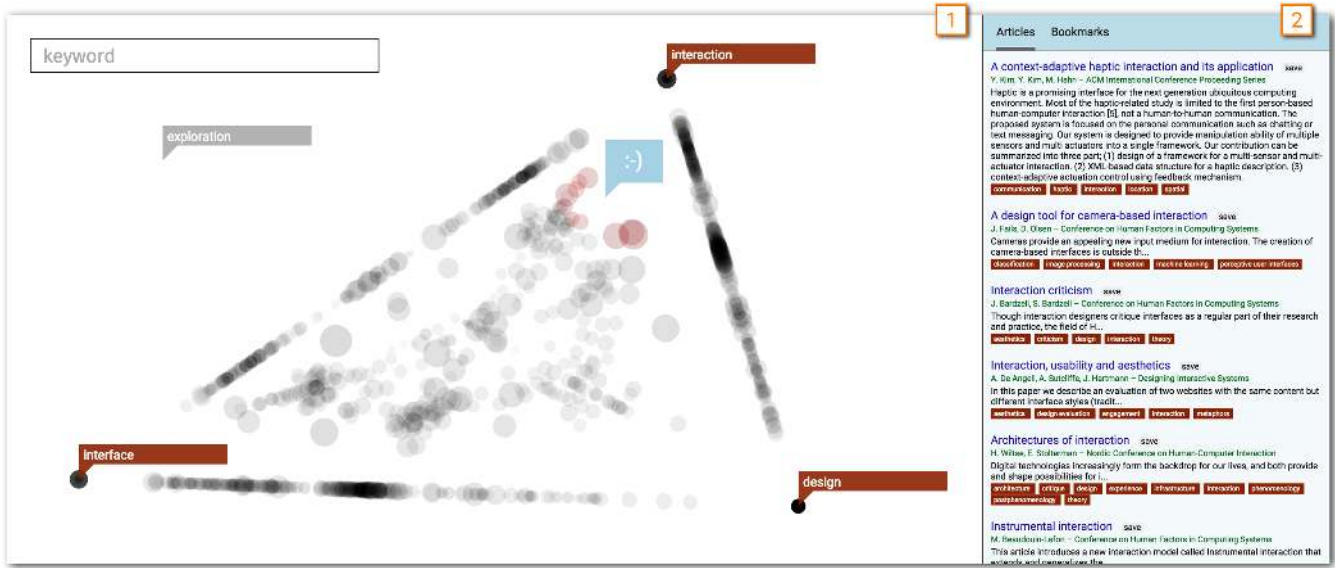 1
keyword
interaction
exploration
:-)
interface
design
2
Articles Bookmarks
A context-adaptive haptic interaction and its application save
Y. Kim, Y. Kim, M. Hahn – ACM International Conference Proceeding Series
Haptic is a promising interface for the next generation ubiquitous computing
environment. Most of the haptic-related study is limited to the first person-based
human-computer interaction [5], not a human-to-human communication. The
proposed system is focused on the personal communication such as chatting or
text messaging. Our system is designed to provide manipulation ability of multiple
sensors and multi actuators into a single framework. Our contribution can be
summarized into three part; (1) design of a framework for a multi-sensor and multi-
actuator interaction. (2) XML-based data structure for a haptic description. (3)
context-adaptive actuation control using feedback mechanism.
communication haptic interaction location spatial
A design tool for camera-based interaction save
J. Fails, D. Olsen – Conference on Human Factors in Computing Systems
Cameras provide an appealing new input medium for interaction. The creation of
camera-based interfaces is outside th...
classification image processing interaction machine learning perceptive user interfaces
Interaction criticism save
J. Bardzell, S. Bardzell – Conference on Human Factors in Computing Systems
Though interaction designers critique interfaces as a regular part of their research
and practice, the field of H...
aesthetics criticism design interaction theory
Interaction, usability and aesthetics save
A. De Angeli, A. Sutcliffe, J. Hartmann – Designing Interactive Systems
In this paper we describe an evaluation of two websites with the same content but
different interface styles (tradit...
aesthetics design evaluation engagement interaction metaphors
Architectures of interaction save
H. Wiltse, E. Stolterman – Nordic Conference on Human-Computer Interaction
Digital technologies increasingly form the backdrop for our lives, and both provide
and shape possibilities for i...
architecture critique design experience infrastructure interaction phenomenology
postphenomenology theory
Instrumental interaction save
M. Beaudouin-Lafon – Conference on Human Factors in Computing Systems
This article introduces a new interaction model called Instrumental Interaction that
extends and generalizes the